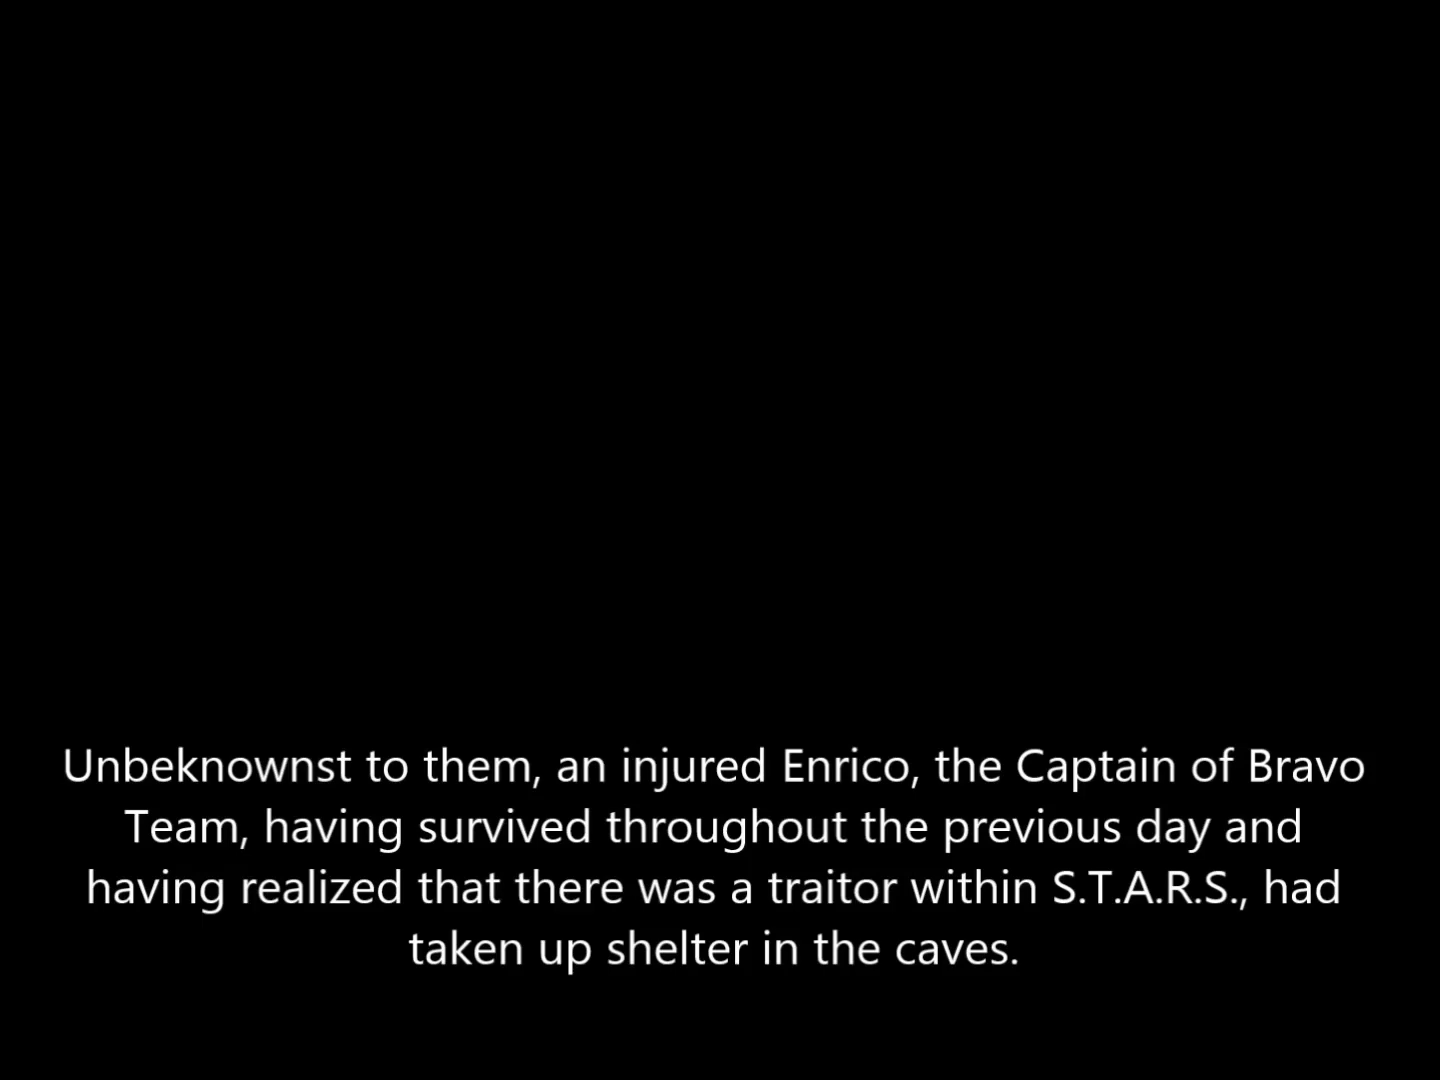 Unbeknownst to them, an injured Enrico, the Captain of Bravo
Team, having survived throughout the previous day and
having realized that there was a traitor within S.T.A.R.S., had
taken up shelter in the caves.